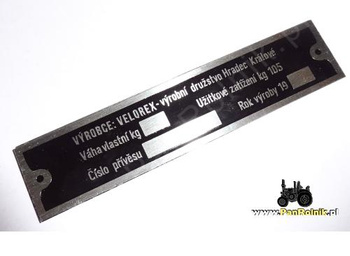 VÝROBCE: VELOREX-výrobní družstvo Hradec Králové
Váha vlastní kg Užitkové zátížení kg 105
Číslo přívěsu Rok výroby 19
www.PanRolnik.pl